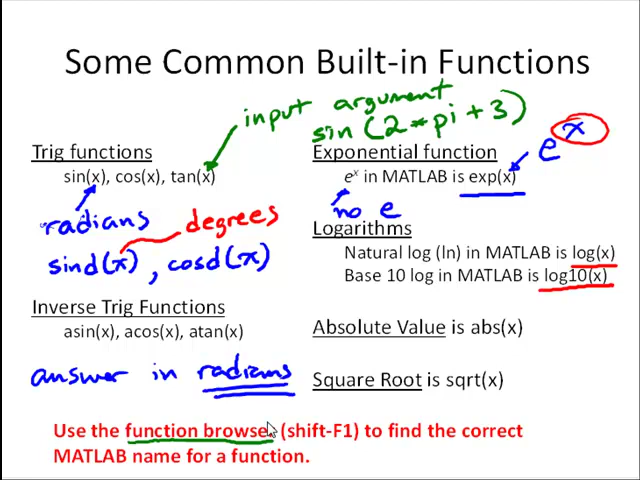 Some Common Built-in Functions
input argument
sin(2*pi+3)
Trig functions
sin(x), cos(x), tan(x)
radians
degrees
sind(x), cosd(x)
Inverse Trig Functions
asin(x), acos(x), atan(x)
answer in radians
Exponential function
eˣ in MATLAB is exp(x)
eˣ
no e
Logarithms
Natural log (ln) in MATLAB is log(x)
Base 10 log in MATLAB is log10(x)
Absolute Value is abs(x)
Square Root is sqrt(x)
Use the function browser (shift-F1) to find the correct
MATLAB name for a function.